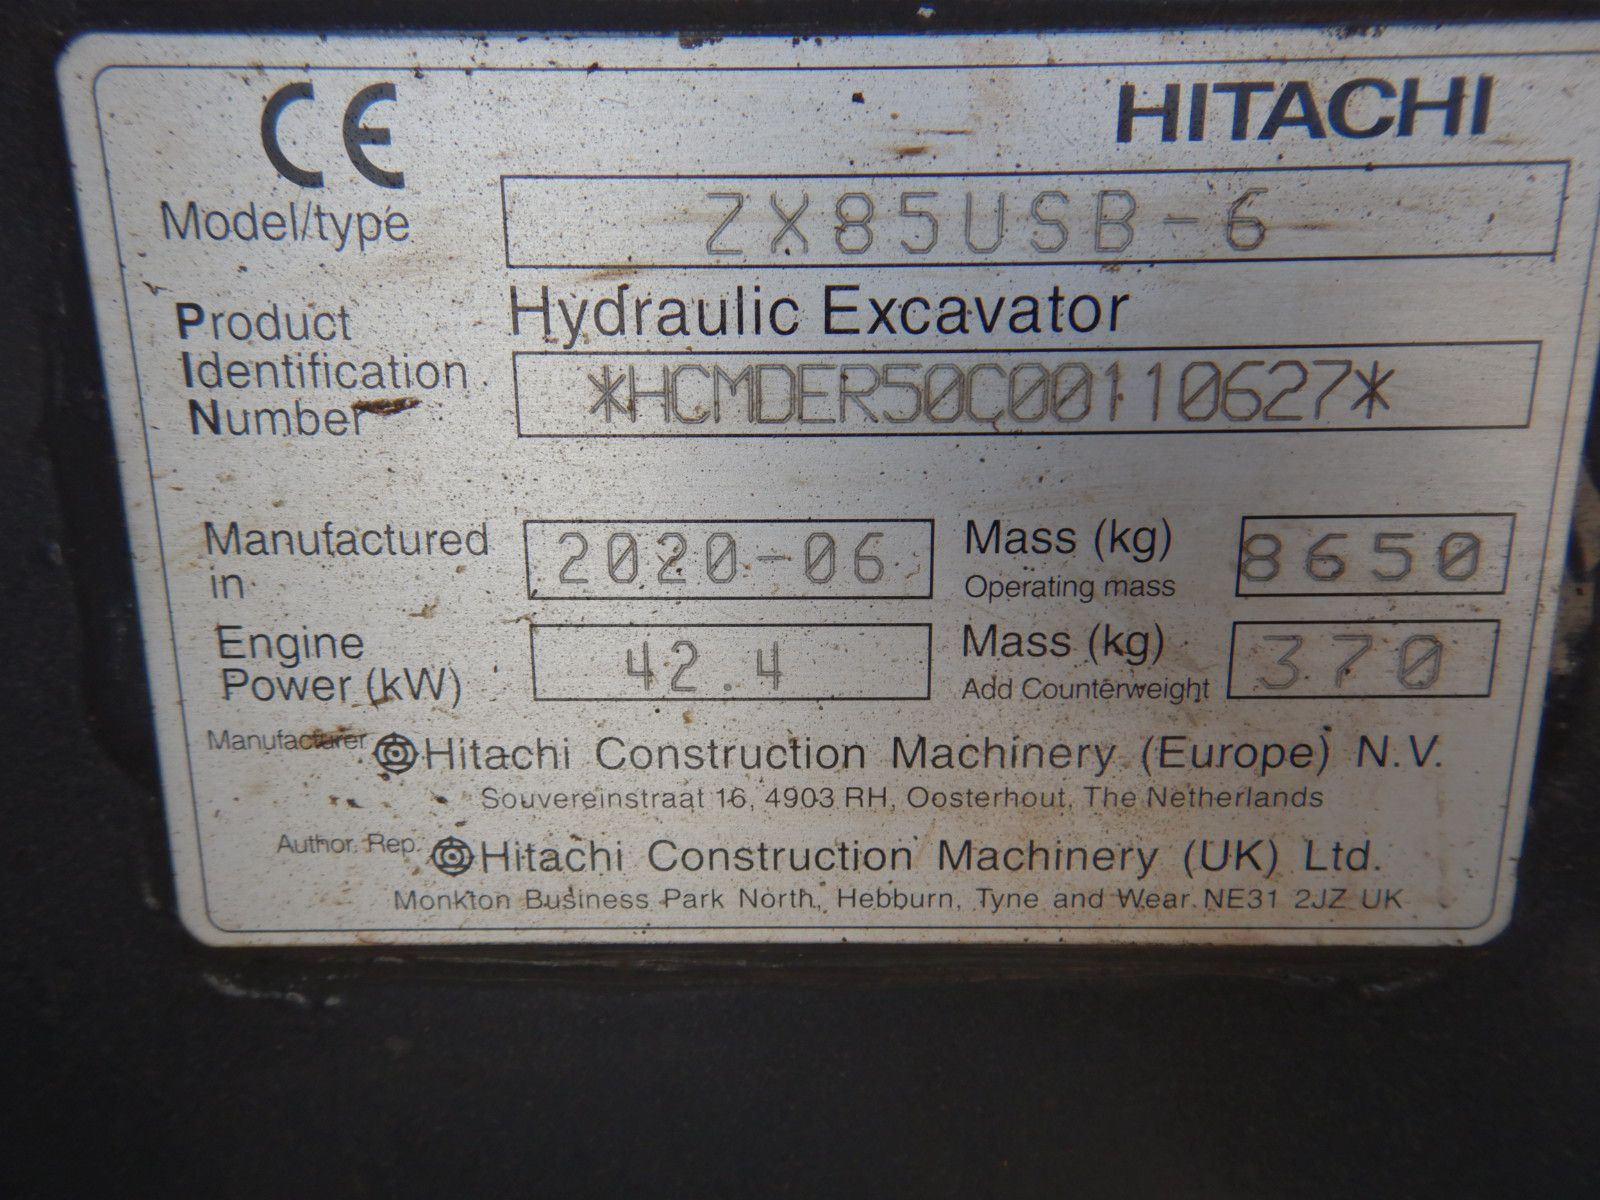 CE HITACHI
Model/type ZX85USB-6
Hydraulic Excavator
Product
Identification
Number *HCMDER50C00110627*
Manufactured in 2020-06 Mass (kg) Operating mass 8650
Engine Power (kW) 42.4 Mass (kg) Add Counterweight 370
Manufacturer Hitachi Construction Machinery (Europe) N.V.
Souvereinstraat 16, 4903 RH, Oosterhout, The Netherlands
Author. Rep. Hitachi Construction Machinery (UK) Ltd.
Monkton Business Park North, Hebburn, Tyne and Wear. NE31 2JZ UK